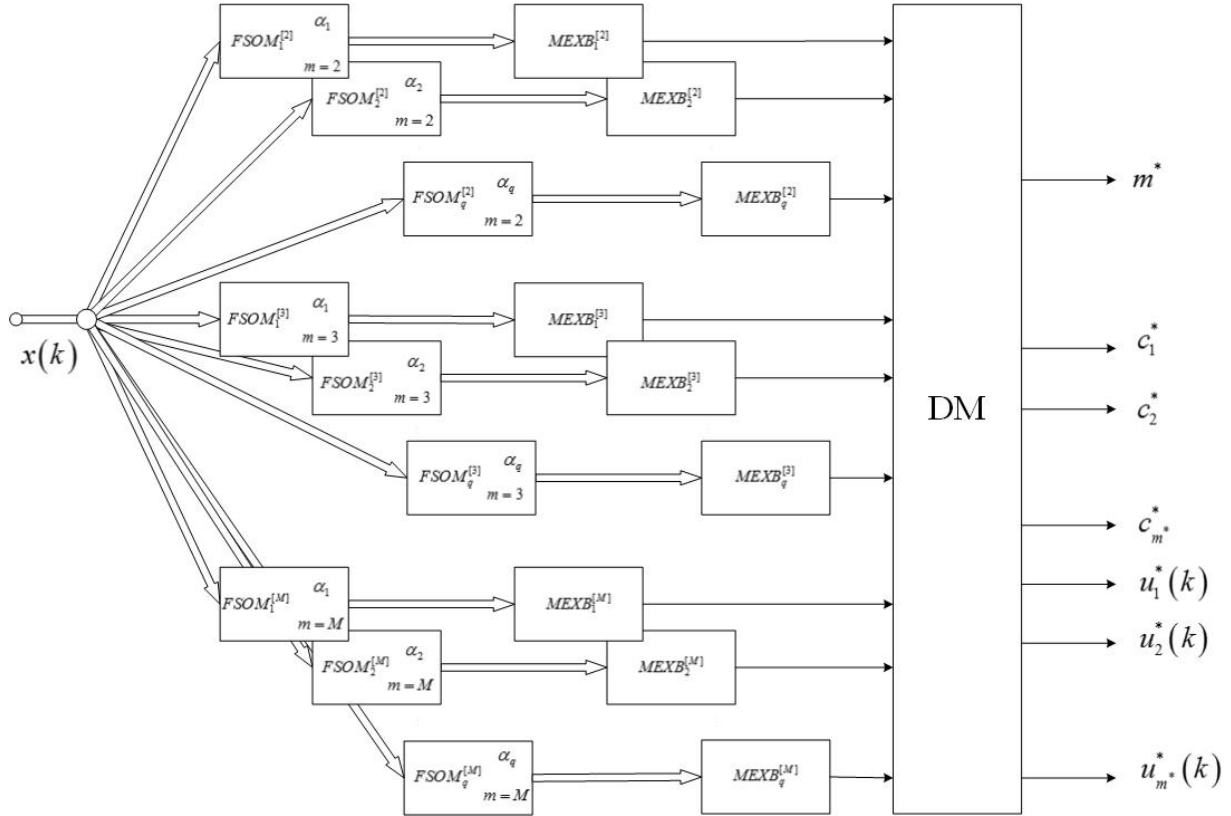 x(k)
FSOM_1^{[2]} α_1
m = 2
MEXB_1^{[2]}
FSOM_2^{[2]} α_2
m = 2
MEXB_2^{[2]}
FSOM_q^{[2]} α_q
m = 2
MEXB_q^{[2]}
FSOM_1^{[3]} α_1
m = 3
MEXB_1^{[3]}
FSOM_2^{[3]} α_2
m = 3
MEXB_2^{[3]}
FSOM_q^{[3]} α_q
m = 3
MEXB_q^{[3]}
FSOM_1^{[M]} α_1
m = M
MEXB_1^{[M]}
FSOM_2^{[M]} α_2
m = M
MEXB_2^{[M]}
FSOM_q^{[M]} α_q
m = M
MEXB_q^{[M]}
DM
m^*
c_1^*
c_2^*
c_{m^*}^*
u_1^*(k)
u_2^*(k)
u_{m^*}^*(k)